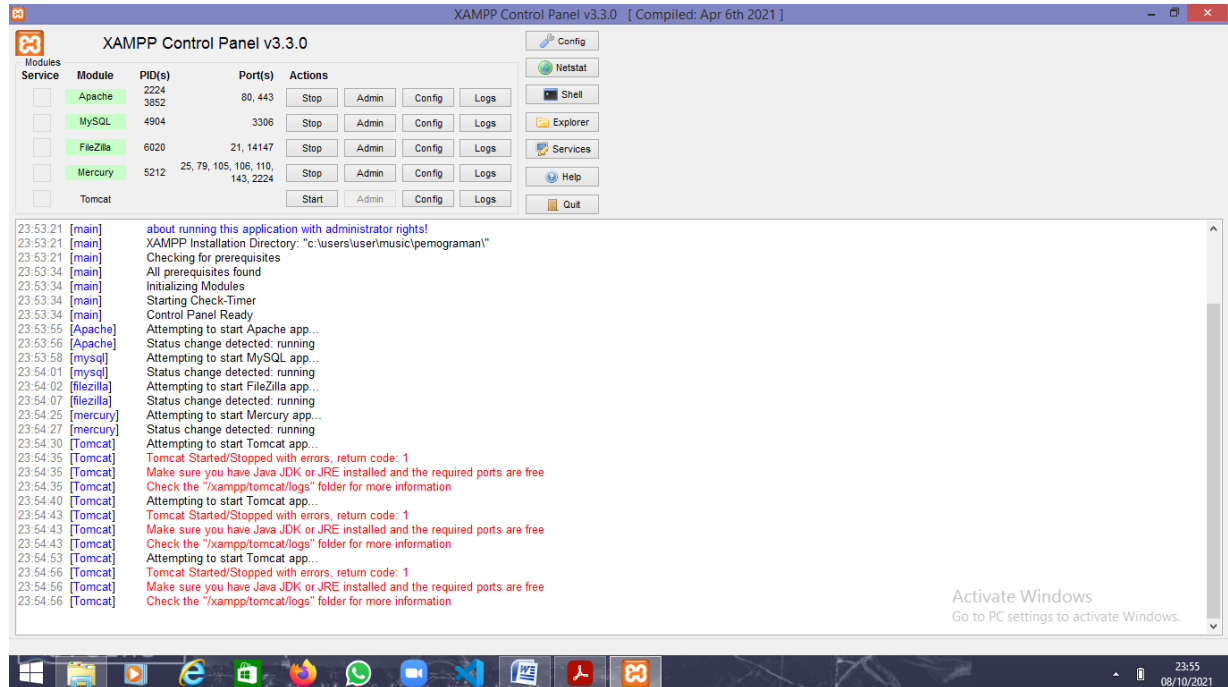 XAMPP Control Panel v3.3.0 [ Compiled: Apr 6th 2021 ]
XAMPP Control Panel v3.3.0
Config
Modules
Service Module PID(s) Port(s) Actions
Netstat
Apache 2224 3852 80, 443 Stop Admin Config Logs
Shell
MySQL 4904 3306 Stop Admin Config Logs
Explorer
FileZilla 6020 21, 14147 Stop Admin Config Logs
Services
Mercury 5212 25, 79, 105, 106, 110, 143, 2224 Stop Admin Config Logs
Help
Tomcat Start Admin Config Logs
Quit
23:53:21 [main] about running this application with administrator rights!
23:53:21 [main] XAMPP Installation Directory: "c:\users\user\music\pemograman\"
23:53:21 [main] Checking for prerequisites
23:53:34 [main] All prerequisites found
23:53:34 [main] Initializing Modules
23:53:34 [main] Starting Check-Timer
23:53:34 [main] Control Panel Ready
23:53:55 [Apache] Attempting to start Apache app...
23:53:56 [Apache] Status change detected: running
23:53:58 [mysql] Attempting to start MySQL app...
23:54:01 [mysql] Status change detected: running
23:54:02 [filezilla] Attempting to start FileZilla app...
23:54:07 [filezilla] Status change detected: running
23:54:25 [mercury] Attempting to start Mercury app...
23:54:27 [mercury] Status change detected: running
23:54:30 [Tomcat] Attempting to start Tomcat app...
23:54:35 [Tomcat] Tomcat Started/Stopped with errors, return code: 1
23:54:35 [Tomcat] Make sure you have Java JDK or JRE installed and the required ports are free
23:54:35 [Tomcat] Check the "/xampp/tomcat/logs" folder for more information
23:54:40 [Tomcat] Attempting to start Tomcat app...
23:54:43 [Tomcat] Tomcat Started/Stopped with errors, return code: 1
23:54:43 [Tomcat] Make sure you have Java JDK or JRE installed and the required ports are free
23:54:43 [Tomcat] Check the "/xampp/tomcat/logs" folder for more information
23:54:53 [Tomcat] Attempting to start Tomcat app...
23:54:56 [Tomcat] Tomcat Started/Stopped with errors, return code: 1
23:54:56 [Tomcat] Make sure you have Java JDK or JRE installed and the required ports are free
23:54:56 [Tomcat] Check the "/xampp/tomcat/logs" folder for more information
Activate Windows
Go to PC settings to activate Windows.
23:55
08/10/2021